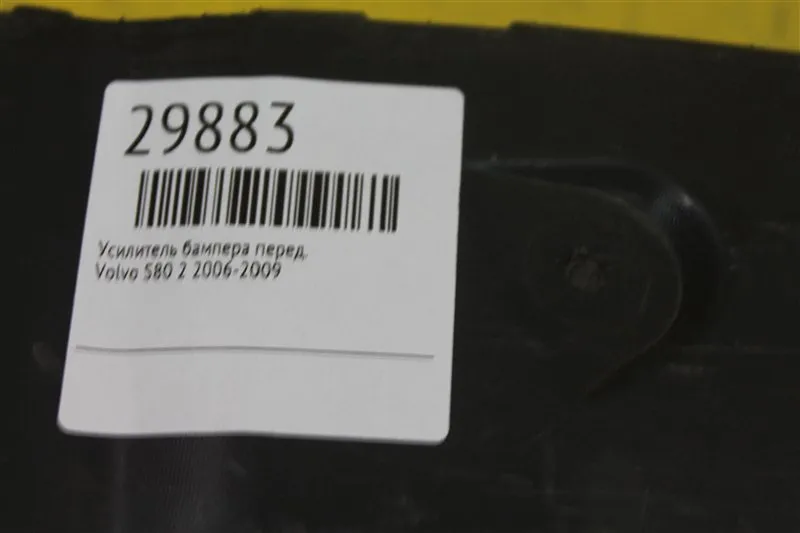 29883
Усилитель бампера перед.
Volvo S80 2 2006-2009